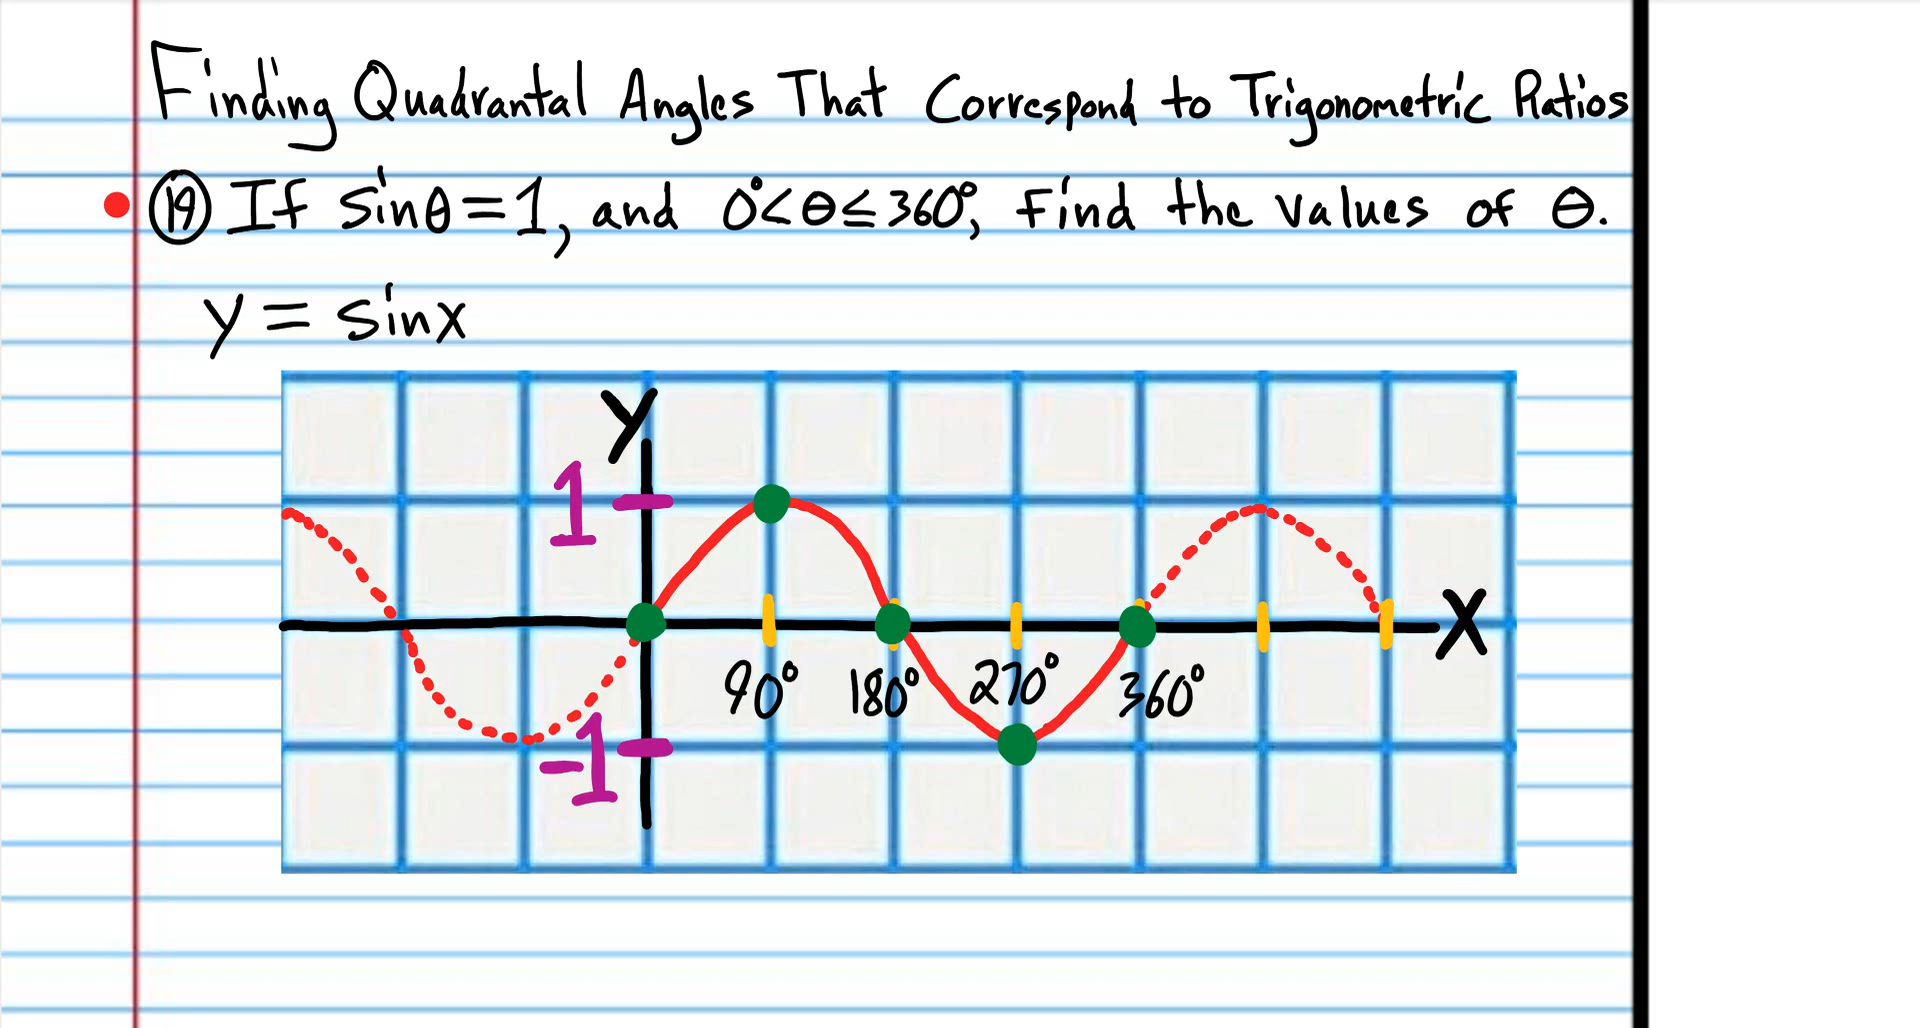 Finding Quadrantal Angles That Correspond to Trigonometric Ratios
⑲ If sinθ=1, and 0°<θ≤360°, find the values of θ.
y = sinx
y
1
X
90° 180° 270° 360°
-1